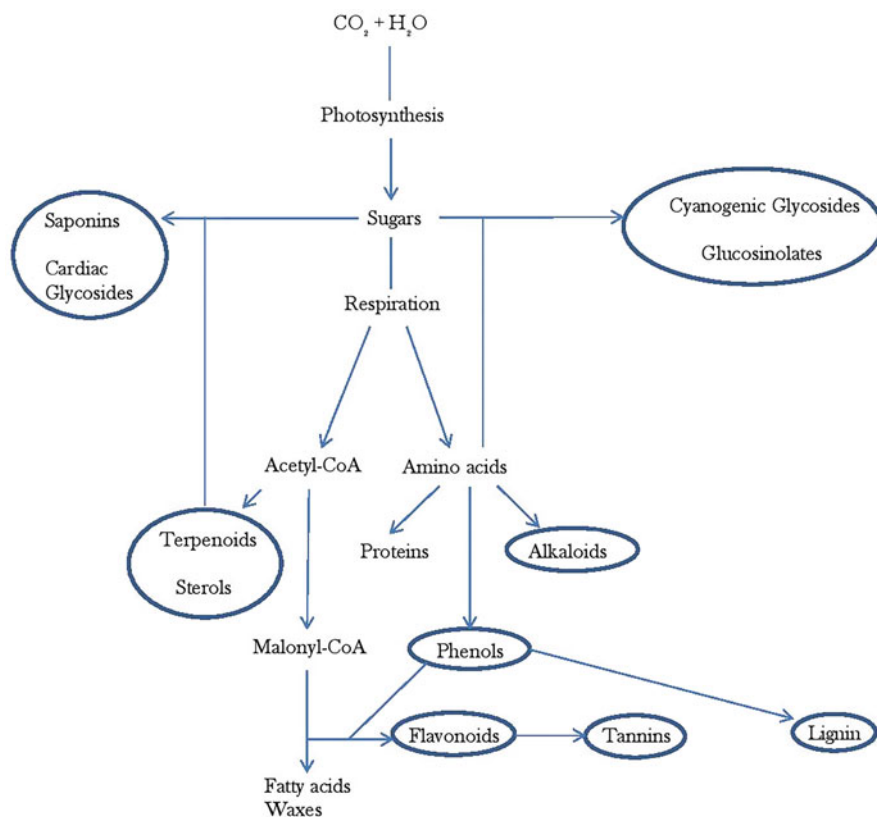 CO₂ + H₂O
Photosynthesis
Saponins
Cardiac
Glycosides
Sugars
Cyanogenic Glycosides
Glucosinolates
Respiration
Acetyl-CoA
Amino acids
Terpenoids
Sterols
Proteins
Alkaloids
Malonyl-CoA
Phenols
Flavonoids
Tannins
Lignin
Fatty acids
Waxes